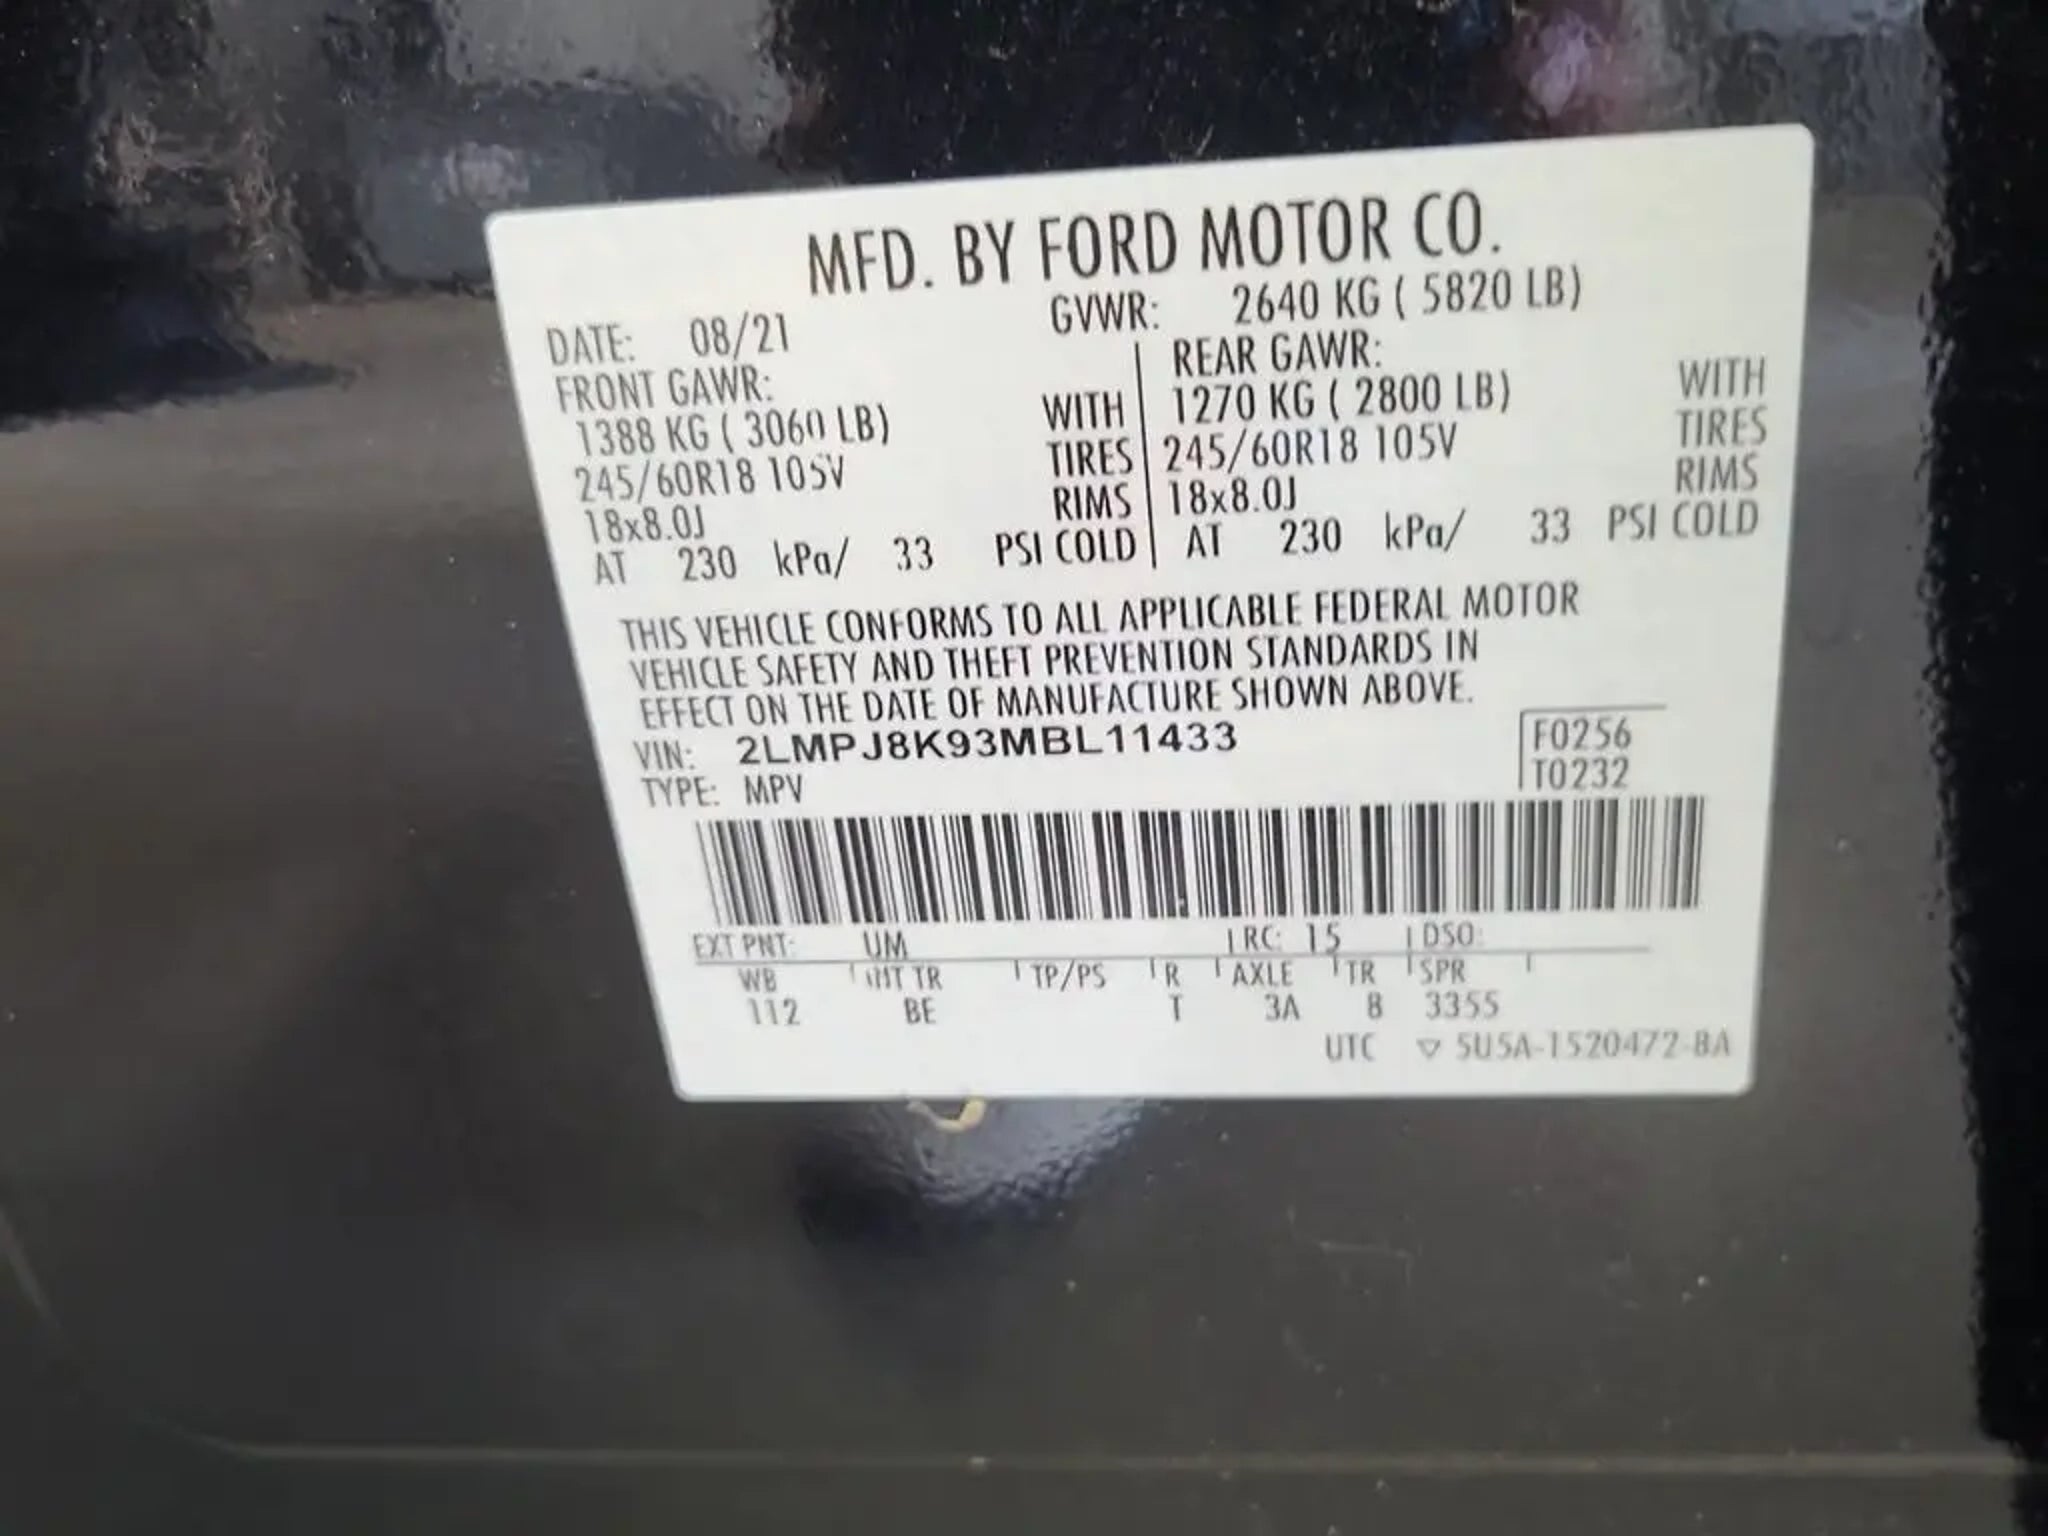 MFD. BY FORD MOTOR CO.
DATE: 08/21 GVWR: 2640 KG ( 5820 LB)
FRONT GAWR: REAR GAWR:
1388 KG ( 3060 LB) WITH 1270 KG ( 2800 LB) WITH
245/60R18 105V TIRES 245/60R18 105V TIRES
18x8.0J RIMS 18x8.0J RIMS
AT 230 kPa/ 33 PSI COLD AT 230 kPa/ 33 PSI COLD
THIS VEHICLE CONFORMS TO ALL APPLICABLE FEDERAL MOTOR
VEHICLE SAFETY AND THEFT PREVENTION STANDARDS IN
EFFECT ON THE DATE OF MANUFACTURE SHOWN ABOVE.
VIN: 2LMPJ8K93MBL11433 F0256
TYPE: MPV T0232
EXT PNT: UM RC: 15 DSO:
WB INT TR TP/PS R AXLE TR SPR
112 BE T 3A 8 3355
UTC ▽ 5U5A-1520472-BA